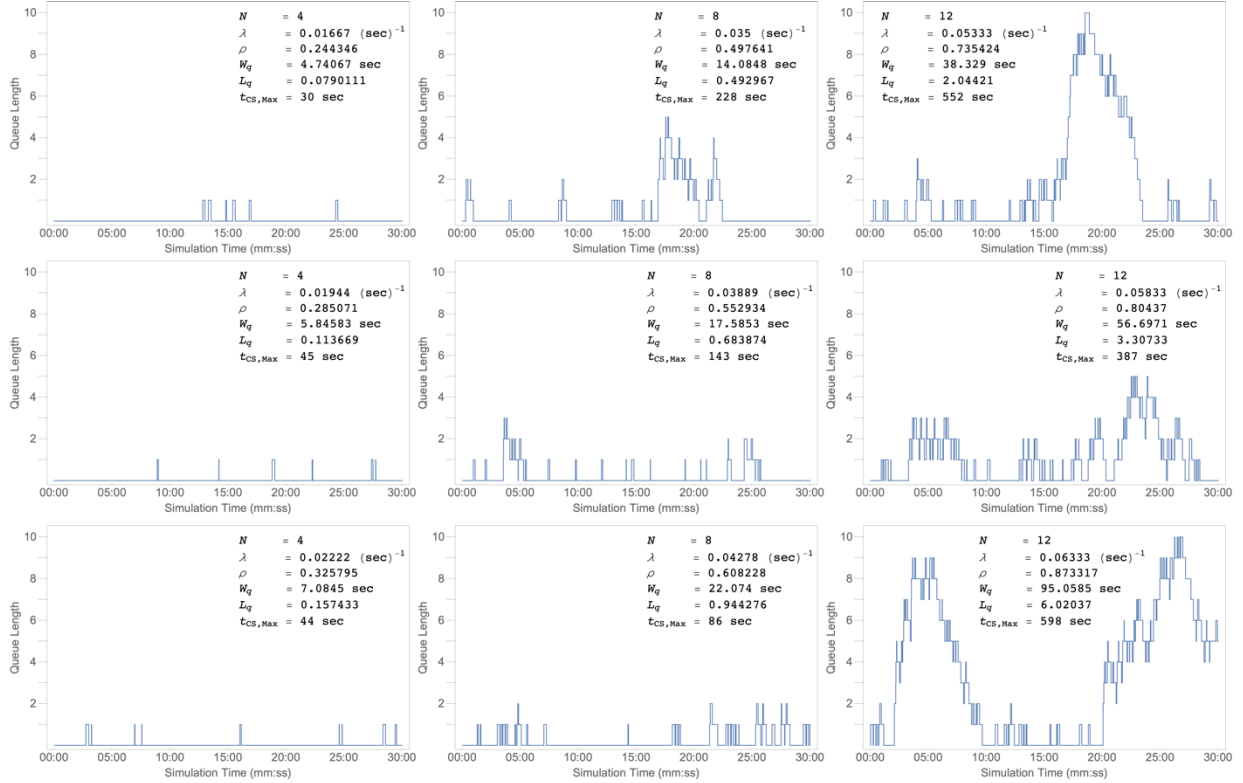 N = 4
λ = 0.01667 (sec)⁻¹
ρ = 0.244346
Wq = 4.74067 sec
Lq = 0.0790111
tCS,Max = 30 sec
Queue Length
10
8
6
4
2
00:00 05:00 10:00 15:00 20:00 25:00 30:00
Simulation Time (mm:ss)
N = 8
λ = 0.035 (sec)⁻¹
ρ = 0.497641
Wq = 14.0848 sec
Lq = 0.492967
tCS,Max = 228 sec
Queue Length
10
8
6
4
2
00:00 05:00 10:00 15:00 20:00 25:00 30:00
Simulation Time (mm:ss)
N = 12
λ = 0.05333 (sec)⁻¹
ρ = 0.735424
Wq = 38.329 sec
Lq = 2.04421
tCS,Max = 552 sec
Queue Length
10
8
6
4
2
00:00 05:00 10:00 15:00 20:00 25:00 30:00
Simulation Time (mm:ss)
N = 4
λ = 0.01944 (sec)⁻¹
ρ = 0.285071
Wq = 5.84583 sec
Lq = 0.113669
tCS,Max = 45 sec
Queue Length
10
8
6
4
2
00:00 05:00 10:00 15:00 20:00 25:00 30:00
Simulation Time (mm:ss)
N = 8
λ = 0.03889 (sec)⁻¹
ρ = 0.552934
Wq = 17.5853 sec
Lq = 0.683874
tCS,Max = 143 sec
Queue Length
10
8
6
4
2
00:00 05:00 10:00 15:00 20:00 25:00 30:00
Simulation Time (mm:ss)
N = 12
λ = 0.05833 (sec)⁻¹
ρ = 0.80437
Wq = 56.6971 sec
Lq = 3.30733
tCS,Max = 387 sec
Queue Length
10
8
6
4
2
00:00 05:00 10:00 15:00 20:00 25:00 30:00
Simulation Time (mm:ss)
N = 4
λ = 0.02222 (sec)⁻¹
ρ = 0.325795
Wq = 7.0845 sec
Lq = 0.157433
tCS,Max = 44 sec
Queue Length
10
8
6
4
2
00:00 05:00 10:00 15:00 20:00 25:00 30:00
Simulation Time (mm:ss)
N = 8
λ = 0.04278 (sec)⁻¹
ρ = 0.608228
Wq = 22.074 sec
Lq = 0.944276
tCS,Max = 86 sec
Queue Length
10
8
6
4
2
00:00 05:00 10:00 15:00 20:00 25:00 30:00
Simulation Time (mm:ss)
N = 12
λ = 0.06333 (sec)⁻¹
ρ = 0.873317
Wq = 95.0585 sec
Lq = 6.02037
tCS,Max = 598 sec
Queue Length
10
8
6
4
2
00:00 05:00 10:00 15:00 20:00 25:00 30:00
Simulation Time (mm:ss)